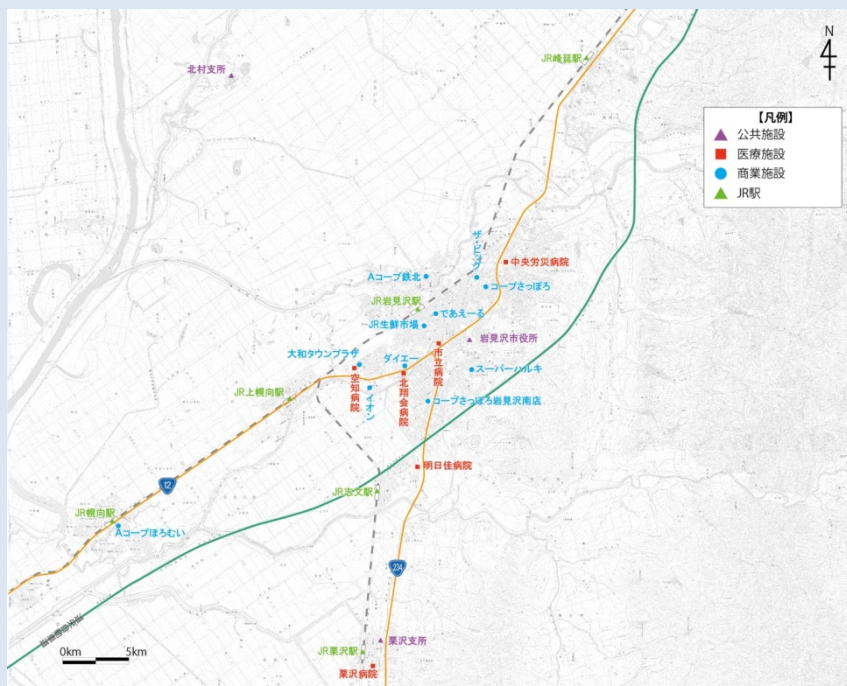 JR峰延駅
N
北村支所
【凡例】
公共施設
医療施設
商業施設
JR駅
ザ・ビッグ
中央労災病院
Aコープ鉄北
コープさっぽろ
JR岩見沢駅
であえーる
JR生鮮市場
岩見沢市役所
市立病院
大和タウンプラザ
ダイエー
スーパーハルキ
空知病院
北翔会病院
イオン
JR上幌向駅
コープさっぽろ岩見沢南店
明日佳病院
12
JR志文駅
JR幌向駅
Aコープほろむい
234
道央自動車道
栗沢支所
0km
5km
JR栗沢駅
栗沢病院